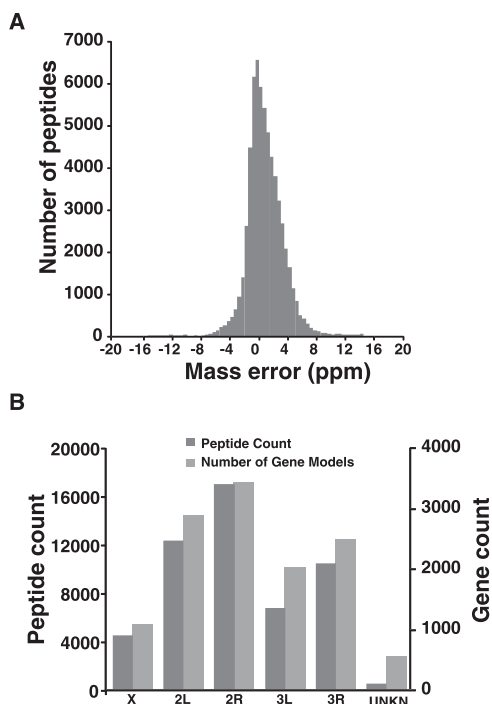 A
Number of peptides
7000
6000
5000
4000
3000
2000
1000
0
-20 -16 -12 -8 -4 0 4 8 12 16 20
Mass error (ppm)
B
Peptide Count
Number of Gene Models
Peptide count
20000
16000
12000
8000
4000
0
4000
3000
2000
1000
0
Gene count
X 2L 2R 3L 3R UNKN